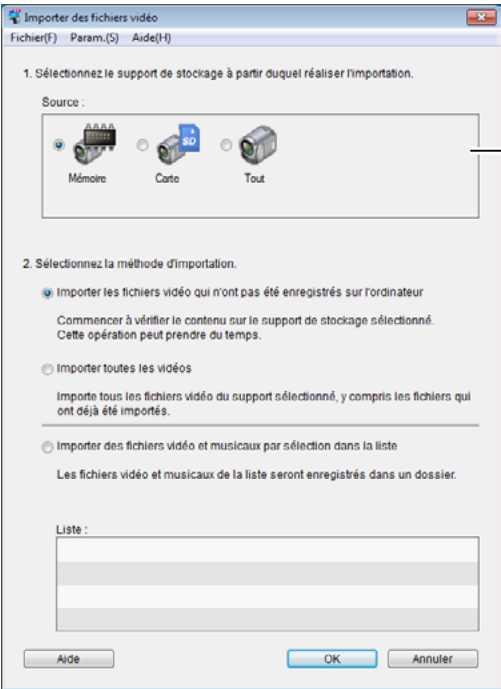 Importer des fichiers vidéo
Fichier(F) Param.(S) Aide(H)
1. Sélectionnez le support de stockage à partir duquel réaliser l'importation.
Source :
SD
Mémoire Carte Tout
2. Sélectionnez la méthode d'importation.
Importer les fichiers vidéo qui n'ont pas été enregistrés sur l'ordinateur
Commencer à vérifier le contenu sur le support de stockage sélectionné.
Cette opération peut prendre du temps.
Importer toutes les vidéos
Importe tous les fichiers vidéo du support sélectionné, y compris les fichiers qui
ont déjà été importés.
Importer des fichiers vidéo et musicaux par sélection dans la liste
Les fichiers vidéo et musicaux de la liste seront enregistrés dans un dossier.
Liste :
Aide OK Annuler